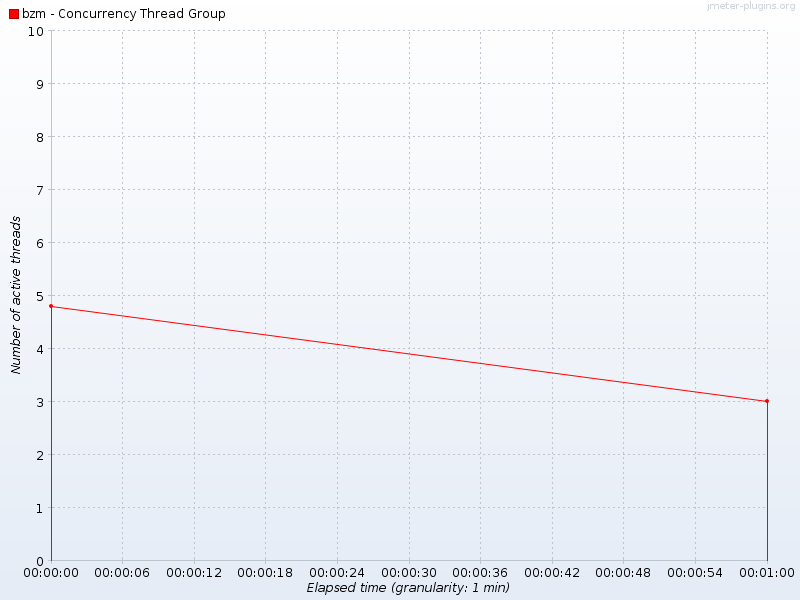 jmeter-plugins.org
bzm - Concurrency Thread Group
10
9
8
7
6
5
4
3
2
1
0
Number of active threads
00:00:00 00:00:06 00:00:12 00:00:18 00:00:24 00:00:30 00:00:36 00:00:42 00:00:48 00:00:54 00:01:00
Elapsed time (granularity: 1 min)